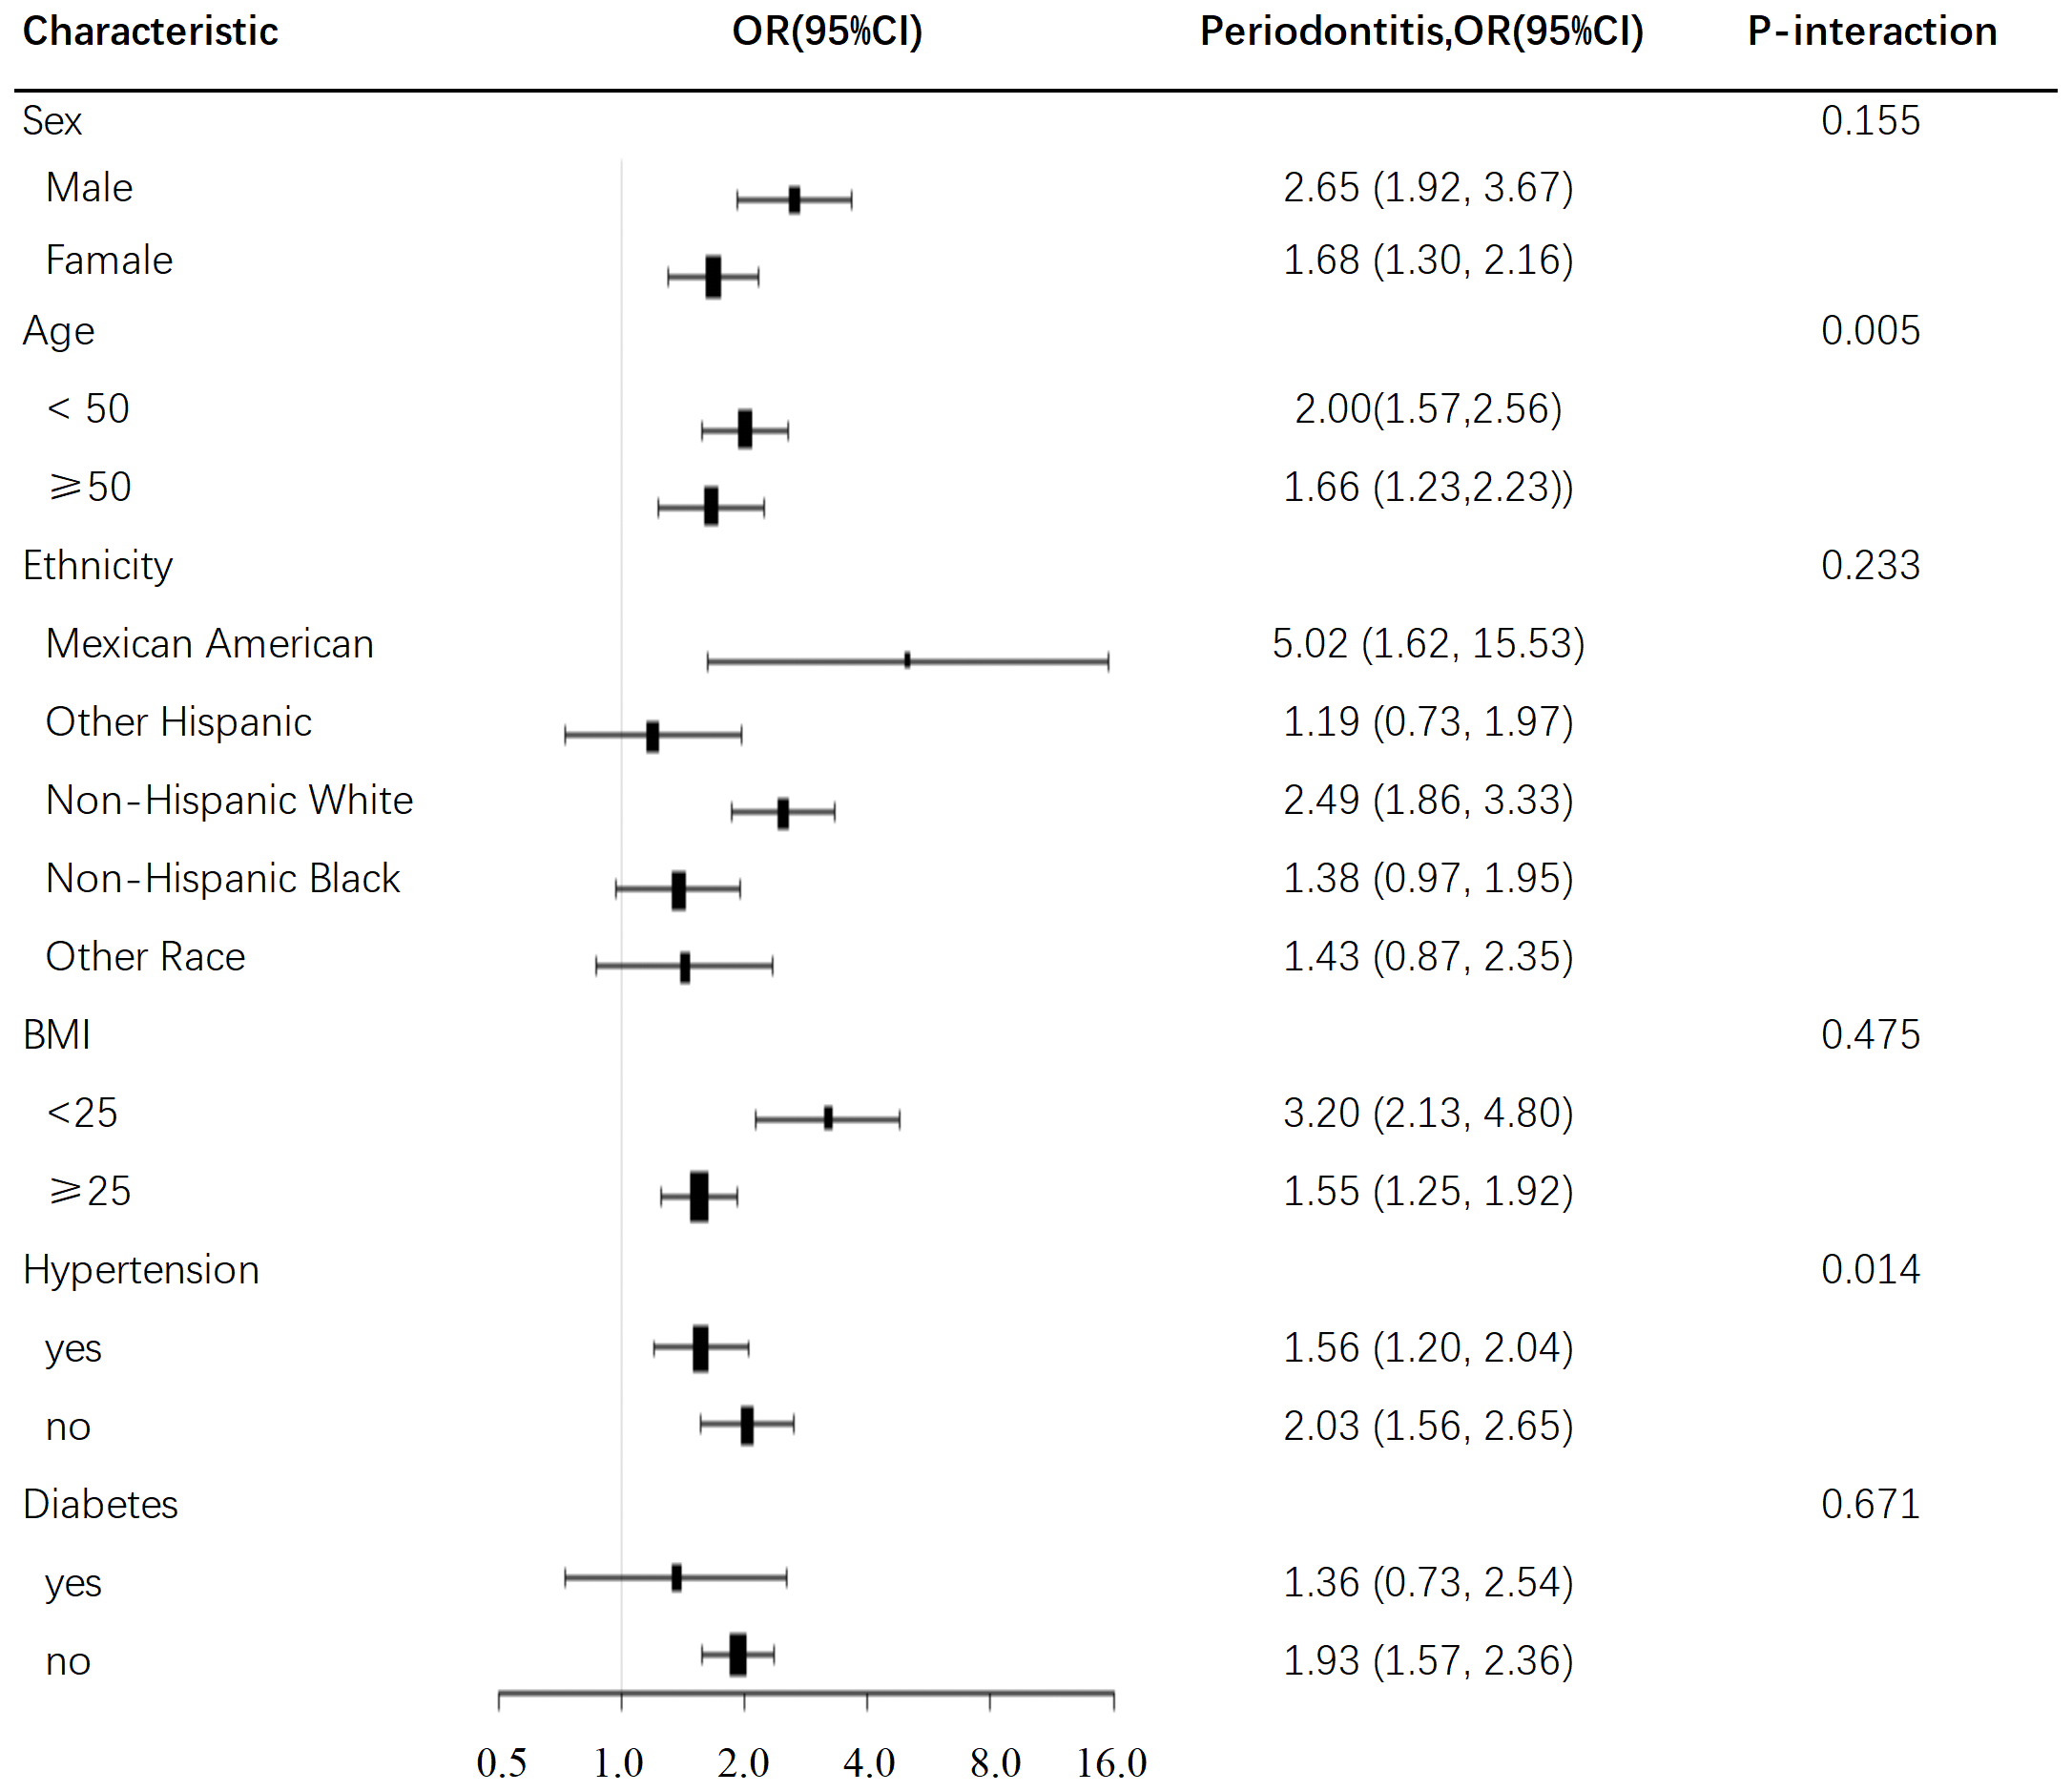 Characteristic OR(95%CI) Periodontitis,OR(95%CI) P-interaction
Sex 0.155
Male 2.65 (1.92, 3.67)
Famale 1.68 (1.30, 2.16)
Age 0.005
< 50 2.00(1.57,2.56)
⩾50 1.66 (1.23,2.23))
Ethnicity 0.233
Mexican American 5.02 (1.62, 15.53)
Other Hispanic 1.19 (0.73, 1.97)
Non-Hispanic White 2.49 (1.86, 3.33)
Non-Hispanic Black 1.38 (0.97, 1.95)
Other Race 1.43 (0.87, 2.35)
BMI 0.475
<25 3.20 (2.13, 4.80)
⩾25 1.55 (1.25, 1.92)
Hypertension 0.014
yes 1.56 (1.20, 2.04)
no 2.03 (1.56, 2.65)
Diabetes 0.671
yes 1.36 (0.73, 2.54)
no 1.93 (1.57, 2.36)
0.5 1.0 2.0 4.0 8.0 16.0